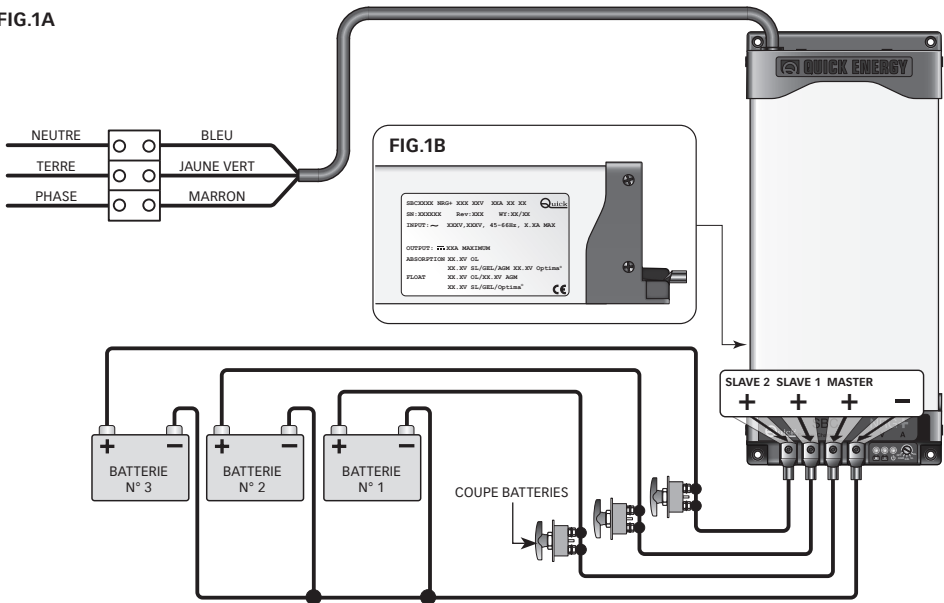 FIG.1A
QUICK ENERGY
NEUTRE
BLEU
TERRE
JAUNE VERT
PHASE
MARRON
FIG.1B
SBCXXXX NRG+ XXX XXV XXA XX XX Quick
SN:XXXXXX Rev:XXX WY:XX/XX
INPUT: ~ XXXV,XXXV, 45-66Hz, X.XA MAX
OUTPUT: XXA MAXIMUM
ABSORPTION XX.XV OL
XX.XV SL/GEL/AGM XX.XV Optima®
FLOAT XX.XV OL/XX.XV AGM
XX.XV SL/GEL/Optima®
CE
SLAVE 2 SLAVE 1 MASTER
+ + + −
+ − + − + −
BATTERIE
N° 3
BATTERIE
N° 2
BATTERIE
N° 1
COUPE BATTERIES